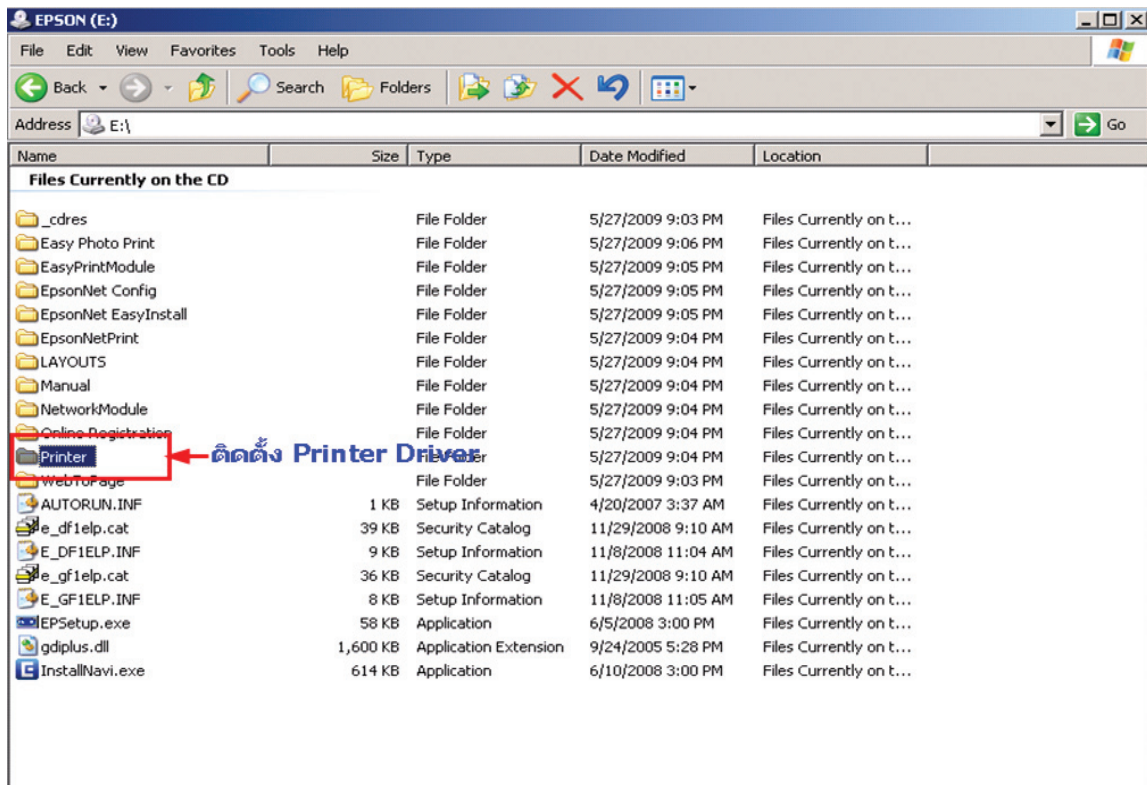 EPSON (E:)
File Edit View Favorites Tools Help
Back Search Folders
Address E:\ Go
Name Size Type Date Modified Location
Files Currently on the CD
_cdres File Folder 5/27/2009 9:03 PM Files Currently on t...
Easy Photo Print File Folder 5/27/2009 9:06 PM Files Currently on t...
EasyPrintModule File Folder 5/27/2009 9:05 PM Files Currently on t...
EpsonNet Config File Folder 5/27/2009 9:05 PM Files Currently on t...
EpsonNet EasyInstall File Folder 5/27/2009 9:05 PM Files Currently on t...
EpsonNetPrint File Folder 5/27/2009 9:04 PM Files Currently on t...
LAYOUTS File Folder 5/27/2009 9:04 PM Files Currently on t...
Manual File Folder 5/27/2009 9:04 PM Files Currently on t...
NetworkModule File Folder 5/27/2009 9:04 PM Files Currently on t...
Online Registration File Folder 5/27/2009 9:04 PM Files Currently on t...
Printer ติดตั้ง Printer Driver File Folder 5/27/2009 9:04 PM Files Currently on t...
WebToPage File Folder 5/27/2009 9:03 PM Files Currently on t...
AUTORUN.INF 1 KB Setup Information 4/20/2007 3:37 AM Files Currently on t...
e_df1elp.cat 39 KB Security Catalog 11/29/2008 9:10 AM Files Currently on t...
E_DF1ELP.INF 9 KB Setup Information 11/8/2008 11:04 AM Files Currently on t...
e_gf1elp.cat 36 KB Security Catalog 11/29/2008 9:10 AM Files Currently on t...
E_GF1ELP.INF 8 KB Setup Information 11/8/2008 11:05 AM Files Currently on t...
EPSetup.exe 58 KB Application 6/5/2008 3:00 PM Files Currently on t...
gdiplus.dll 1,600 KB Application Extension 9/24/2005 5:28 PM Files Currently on t...
InstallNavi.exe 614 KB Application 6/10/2008 3:00 PM Files Currently on t...